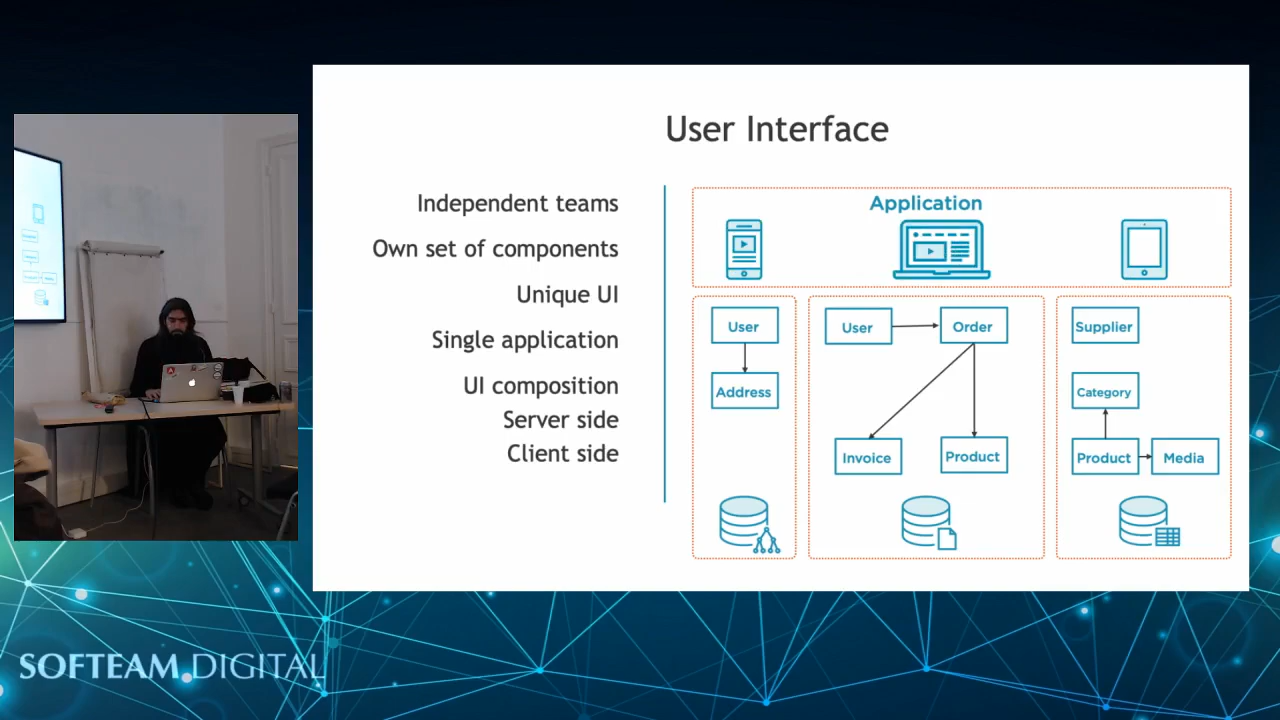 User Interface
Independent teams
Own set of components
Unique UI
Single application
UI composition
Server side
Client side
Application
User
Address
User
Order
Invoice
Product
Supplier
Category
Product
Media
SOFTEAM DIGITAL